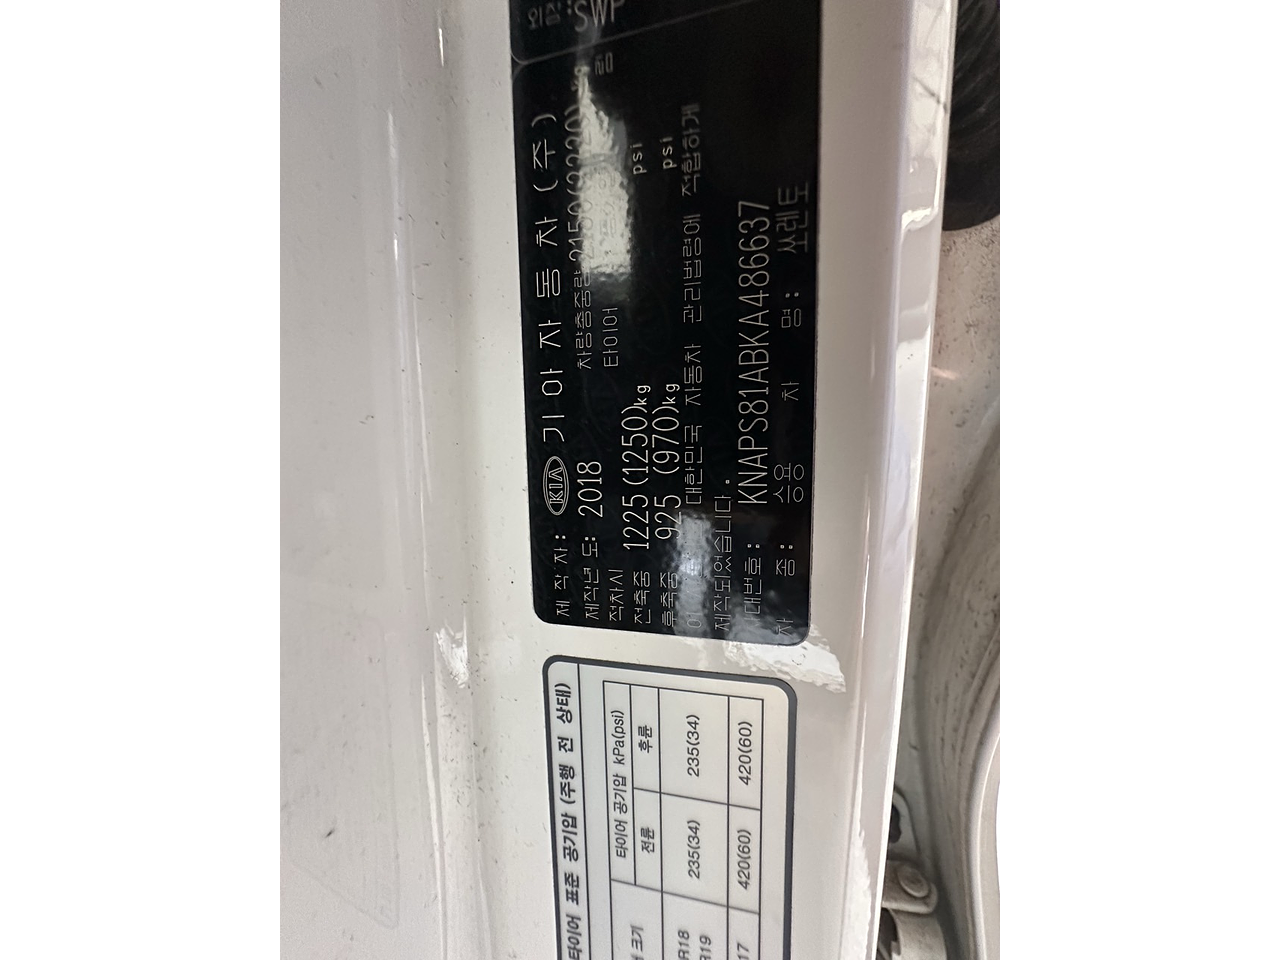 외장:SWP
제 작 자: KIA 기아자동차(주)
제작년 도: 2018 차량총중량 2150
적차시 타이어
전축중 1225(1250)kg psi
후축중 925 (970)kg psi
대한민국 자동차 관리법령에 적합하게
제작되었습니다.
대번호: KNAPS81ABKA486637
차 종: 승용 차 명: 쏘렌토
타이어 표준 공기압 (주행 전 상태)
크기 타이어 공기압 kPa(psi)
전륜 후륜
R18 235(34) 235(34)
R19
17 420(60) 420(60)